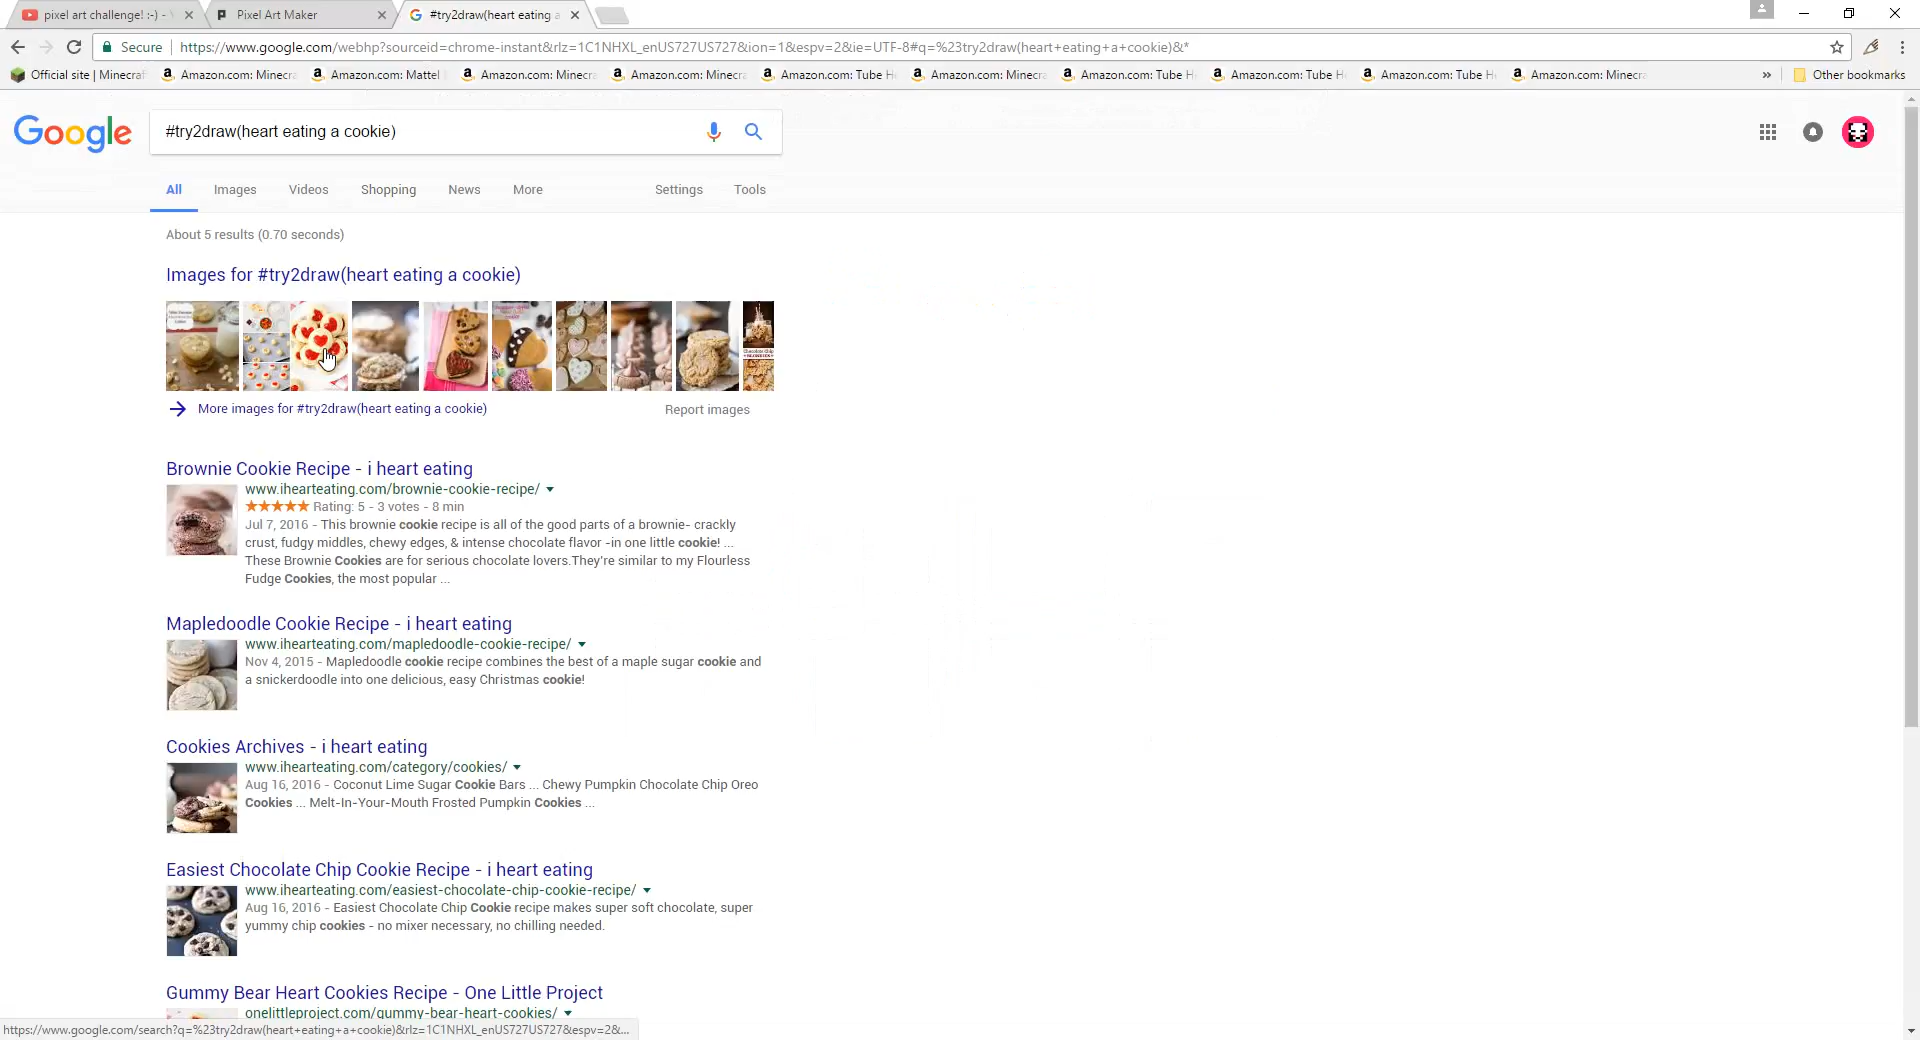 pixel art challenge! :-) -
Pixel Art Maker
#try2draw(heart eating a
Secure https://www.google.com/webhp?sourceid=chrome-instant&rlz=1C1NHXL_enUS727US727&ion=1&espv=2&ie=UTF-8#q=%23try2draw(heart+eating+a+cookie)&*
Official site | Minecraf Amazon.com: Minecra Amazon.com: Mattel Amazon.com: Minecra Amazon.com: Minecra Amazon.com: Tube H Amazon.com: Minecra Amazon.com: Tube H Amazon.com: Tube H Amazon.com: Tube H Amazon.com: Minecra » Other bookmarks
Google #try2draw(heart eating a cookie)
All Images Videos Shopping News More Settings Tools
About 5 results (0.70 seconds)
Images for #try2draw(heart eating a cookie)
More images for #try2draw(heart eating a cookie) Report images
Brownie Cookie Recipe - i heart eating
www.ihearteating.com/brownie-cookie-recipe/
★★★★★ Rating: 5 - 3 votes - 8 min
Jul 7, 2016 - This brownie cookie recipe is all of the good parts of a brownie- crackly
crust, fudgy middles, chewy edges, & intense chocolate flavor -in one little cookie! ...
These Brownie Cookies are for serious chocolate lovers.They're similar to my Flourless
Fudge Cookies, the most popular ...
Mapledoodle Cookie Recipe - i heart eating
www.ihearteating.com/mapledoodle-cookie-recipe/
Nov 4, 2015 - Mapledoodle cookie recipe combines the best of a maple sugar cookie and
a snickerdoodle into one delicious, easy Christmas cookie!
Cookies Archives - i heart eating
www.ihearteating.com/category/cookies/
Aug 16, 2016 - Coconut Lime Sugar Cookie Bars ... Chewy Pumpkin Chocolate Chip Oreo
Cookies ... Melt-In-Your-Mouth Frosted Pumpkin Cookies ...
Easiest Chocolate Chip Cookie Recipe - i heart eating
www.ihearteating.com/easiest-chocolate-chip-cookie-recipe/
Aug 16, 2016 - Easiest Chocolate Chip Cookie recipe makes super soft chocolate, super
yummy chip cookies - no mixer necessary, no chilling needed.
Gummy Bear Heart Cookies Recipe - One Little Project
onelittleproject.com/gummy-bear-heart-cookies/
https://www.google.com/search?q=%23try2draw(heart+eating+a+cookie)&rlz=1C1NHXL_enUS727US727&espv=2&...